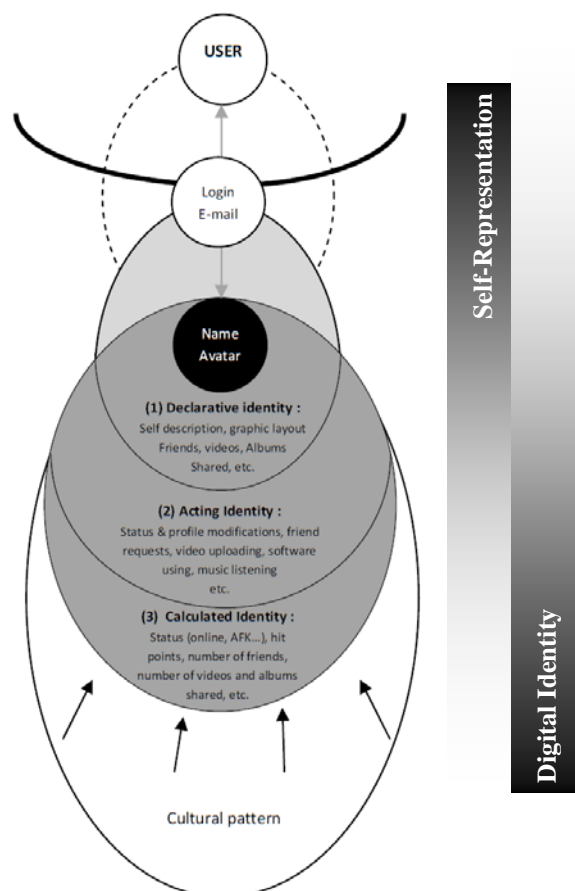 USER
Login
E-mail
Name
Avatar
(1) Declarative identity :
Self description, graphic layout
Friends, videos, Albums
Shared, etc.
(2) Acting Identity :
Status & profile modifications, friend
requests, video uploading, software
using, music listening
etc.
(3) Calculated Identity :
Status (online, AFK...), hit
points, number of friends,
number of videos and albums
shared, etc.
Cultural pattern
Self-Representation
Digital Identity